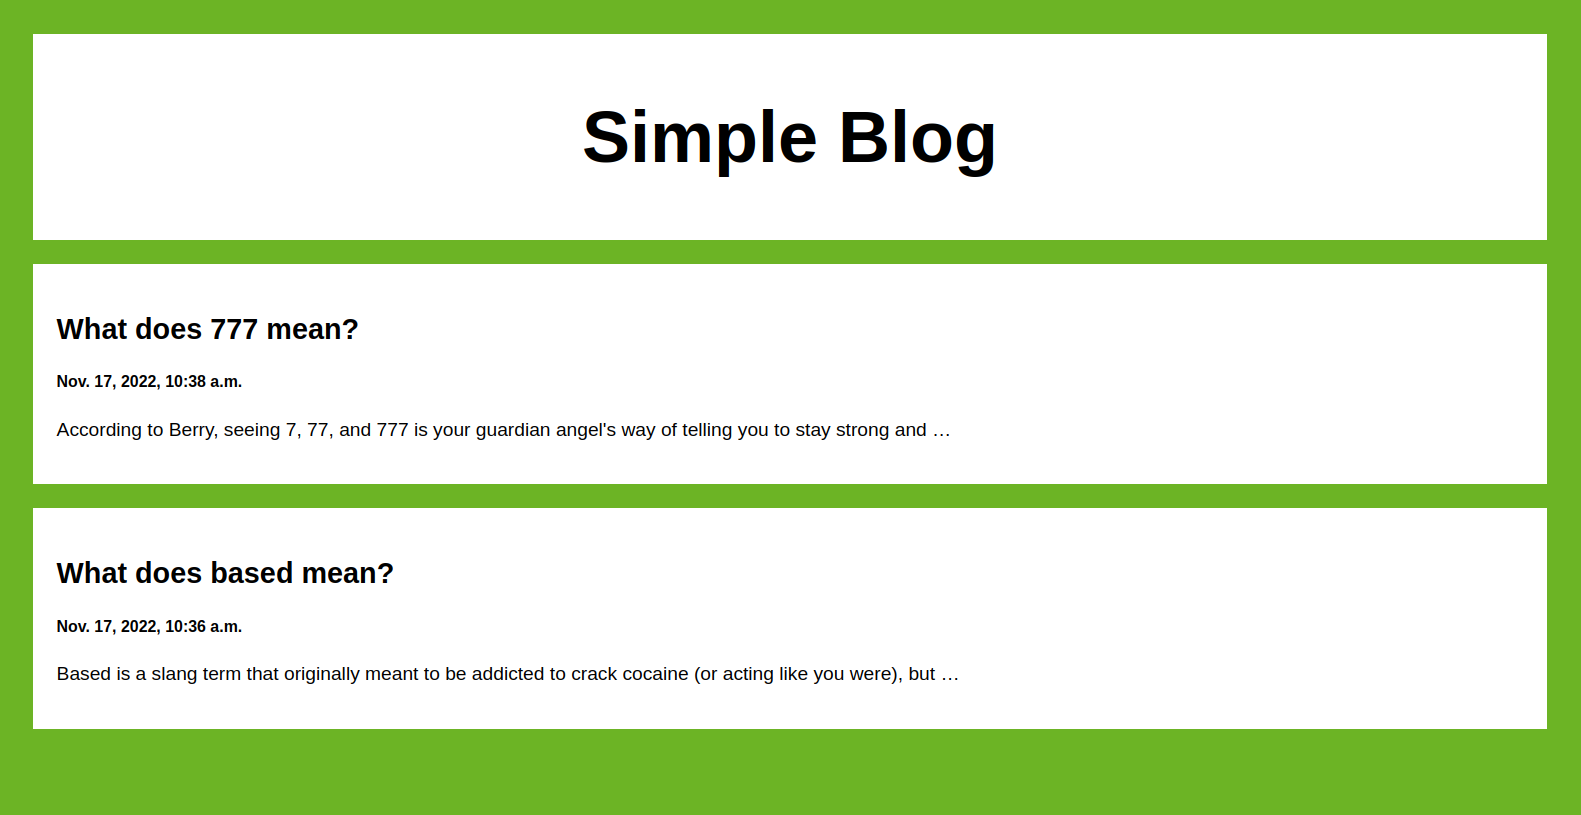 Simple Blog
What does 777 mean?
Nov. 17, 2022, 10:38 a.m.
According to Berry, seeing 7, 77, and 777 is your guardian angel's way of telling you to stay strong and …
What does based mean?
Nov. 17, 2022, 10:36 a.m.
Based is a slang term that originally meant to be addicted to crack cocaine (or acting like you were), but …